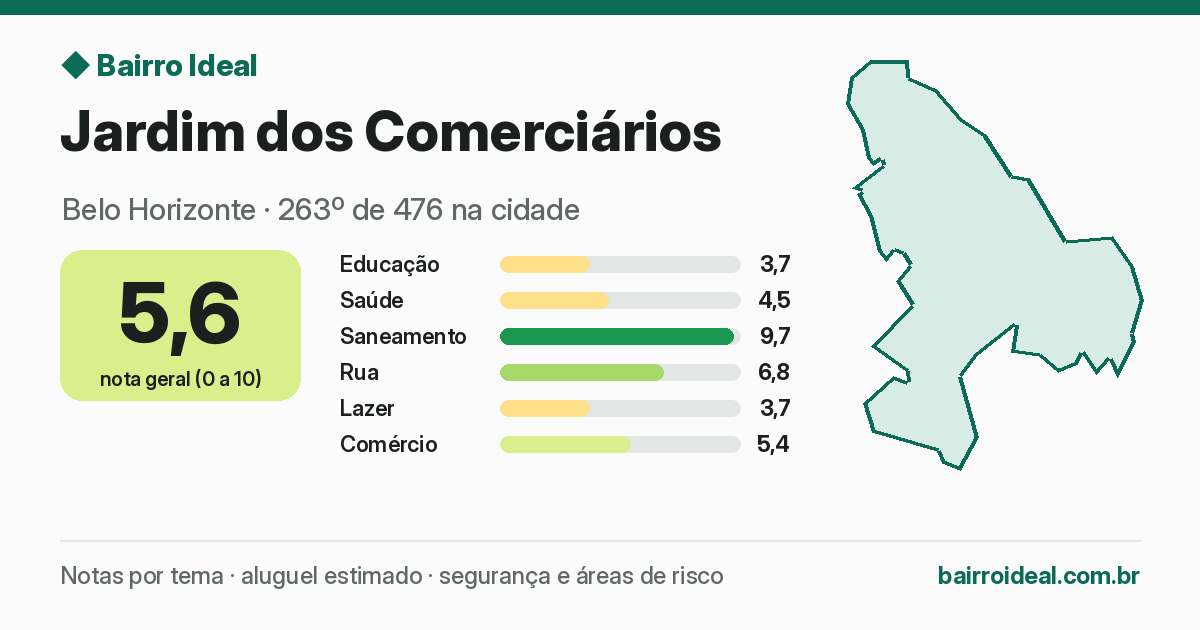 Bairro Ideal
Jardim dos Comerciários
Belo Horizonte · 263º de 476 na cidade
5,6
nota geral (0 a 10)
Educação 3,7
Saúde 4,5
Saneamento 9,7
Rua 6,8
Lazer 3,7
Comércio 5,4
Notas por tema · aluguel estimado · segurança e áreas de risco
bairroideal.com.br